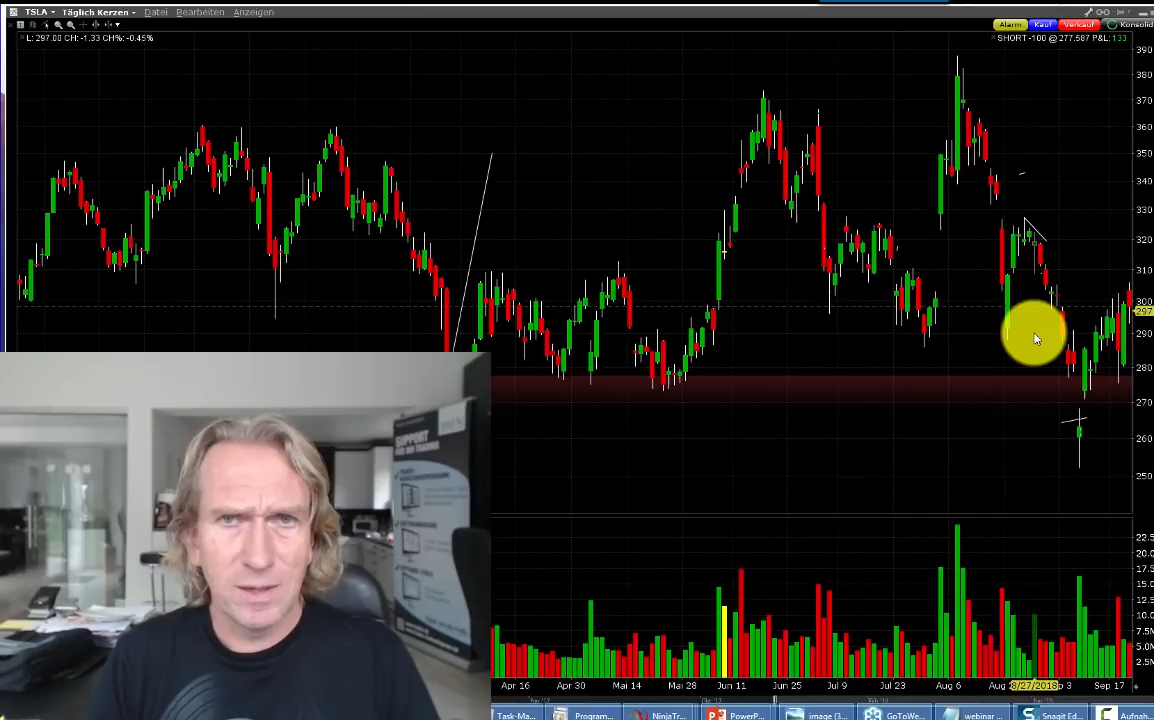 TSLA Täglich Kerzen Datei Bearbeiten Anzeigen
Alarm Kauf Verkauf Konsolid
L: 297.00 CH: -1.33 CH%: -0.45%
SHORT -100 @ 277.587 P&L: 133
390
380
370
360
350
340
330
320
310
300
297
290
280
270
260
250
SUPPORT
22.5
20.0
17.5
15.0
12.5
10.0
7.5M
5.0M
2.5M
Apr 16 Apr 30 Mai 14 Mai 28 Jun 11 Jun 25 Jul 9 Jul 23 Aug 6 Aug 8/27/2018 p 3 Sep 17
Task-Ma... Program... NinjaTr... PowerP... image (3... GoToWe... webinar ... Snagit Ed... Aufnah